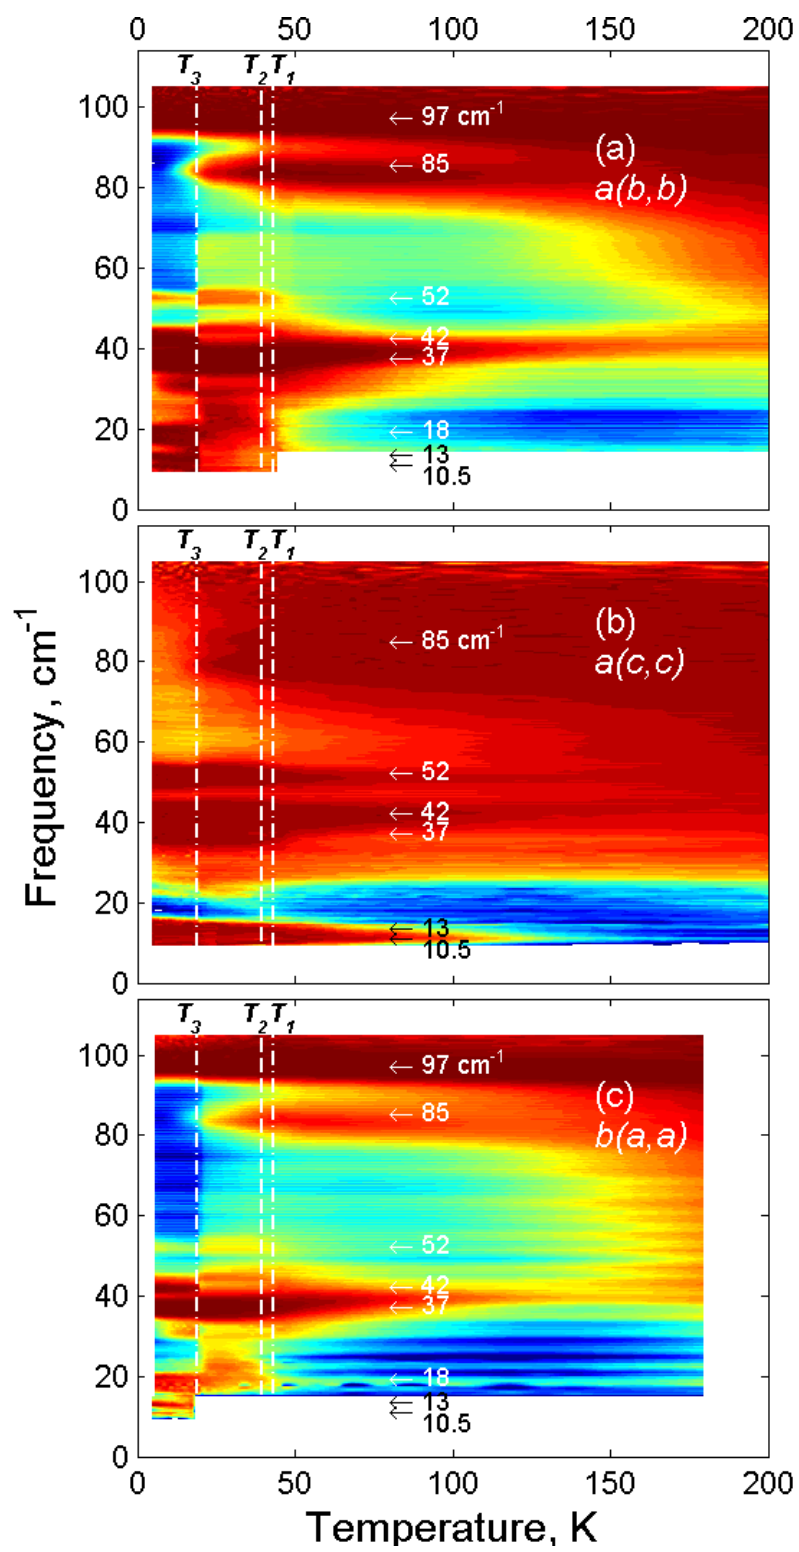 0 50 100 150 200
T3 T2 T1
100
80
60
40
20
0
← 97 cm-1
← 85
← 52
← 42
← 37
← 18
← 13
← 10.5
(a)
a(b,b)
T3 T2 T1
100
80
60
40
20
0
← 85 cm-1
← 52
← 42
← 37
← 13
← 10.5
(b)
a(c,c)
Frequency, cm-1
T3 T2 T1
100
80
60
40
20
0
← 97 cm-1
← 85
← 52
← 42
← 37
← 18
← 13
← 10.5
(c)
b(a,a)
0 50 100 150 200
Temperature, K